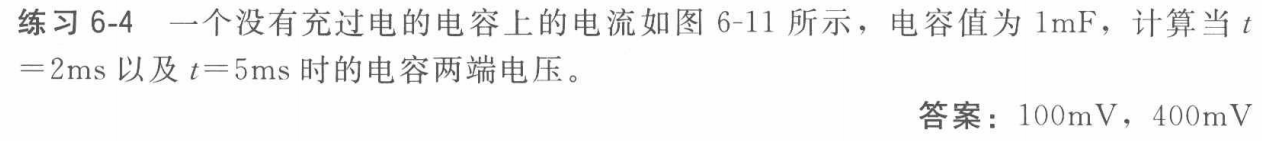 练习 6-4 一个没有充过电的电容上的电流如图 6-11 所示，电容值为 1mF，计算当 t
=2ms 以及 t=5ms 时的电容两端电压。
答案：100mV，400mV